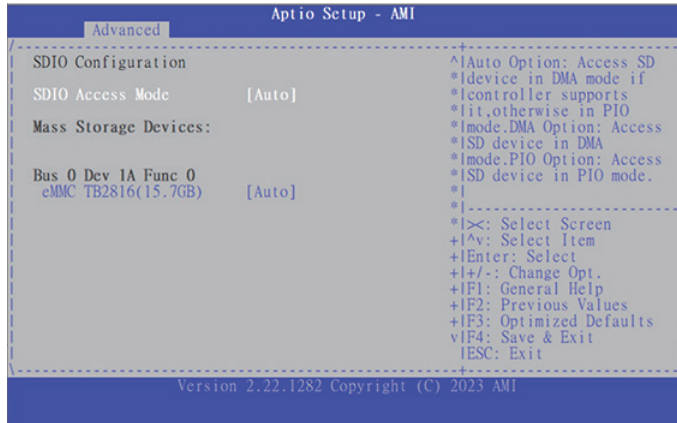 Aptio Setup - AMI
Advanced
SDIO Configuration
SDIO Access Mode [Auto]
Mass Storage Devices:
Bus 0 Dev 1A Func 0
eMMC TB2816(15.7GB) [Auto]
^|Auto Option: Access SD
*|device in DMA mode if
*|controller supports
*|it,otherwise in PIO
*|mode.DMA Option: Access
*|SD device in DMA
*|mode.PIO Option: Access
*|SD device in PIO mode.
*|
*|
*|><: Select Screen
+|^v: Select Item
+|Enter: Select
+|+/-: Change Opt.
+|F1: General Help
+|F2: Previous Values
+|F3: Optimized Defaults
v|F4: Save & Exit
|ESC: Exit
Version 2.22.1282 Copyright (C) 2023 AMI